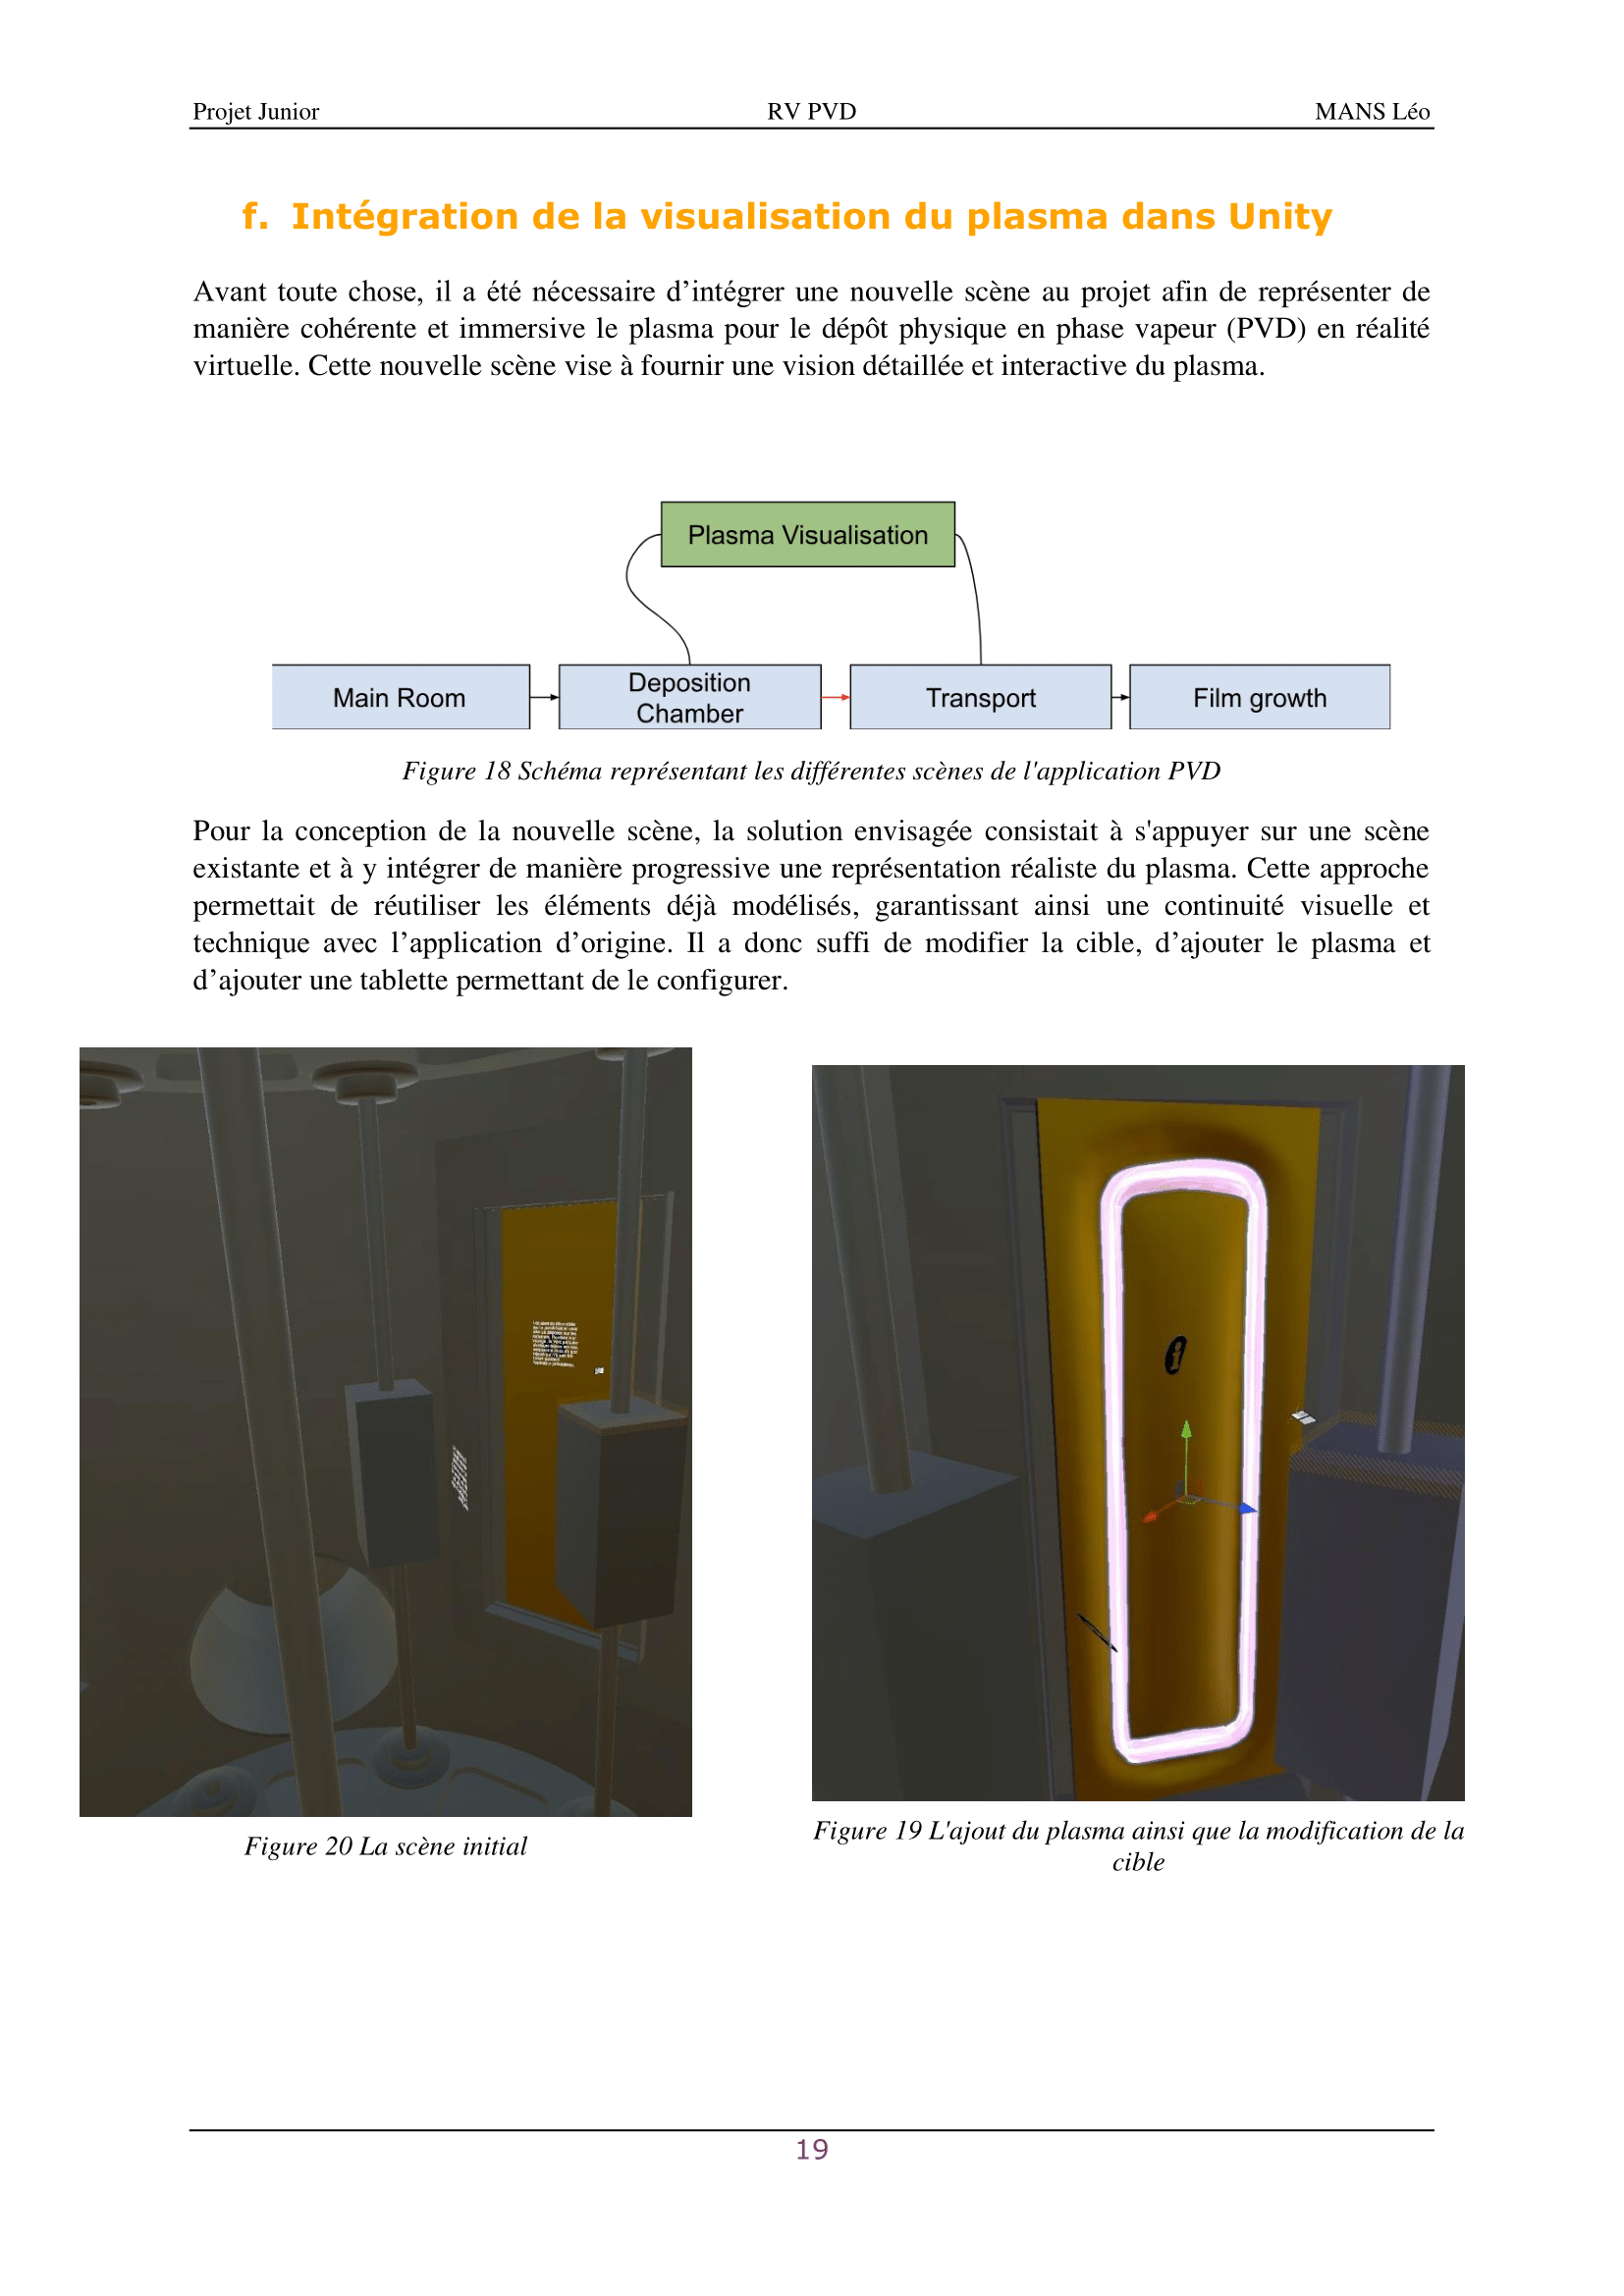 Projet Junior RV PVD MANS Léo
f. Intégration de la visualisation du plasma dans Unity
Avant toute chose, il a été nécessaire d’intégrer une nouvelle scène au projet afin de représenter de
manière cohérente et immersive le plasma pour le dépôt physique en phase vapeur (PVD) en réalité
virtuelle. Cette nouvelle scène vise à fournir une vision détaillée et interactive du plasma.
Plasma Visualisation
Main Room
Deposition
Chamber
Transport
Film growth
Figure 18 Schéma représentant les différentes scènes de l'application PVD
Pour la conception de la nouvelle scène, la solution envisagée consistait à s'appuyer sur une scène
existante et à y intégrer de manière progressive une représentation réaliste du plasma. Cette approche
permettait de réutiliser les éléments déjà modélisés, garantissant ainsi une continuité visuelle et
technique avec l’application d’origine. Il a donc suffi de modifier la cible, d’ajouter le plasma et
d’ajouter une tablette permettant de le configurer.
i
Figure 20 La scène initial
Figure 19 L'ajout du plasma ainsi que la modification de la
cible
19